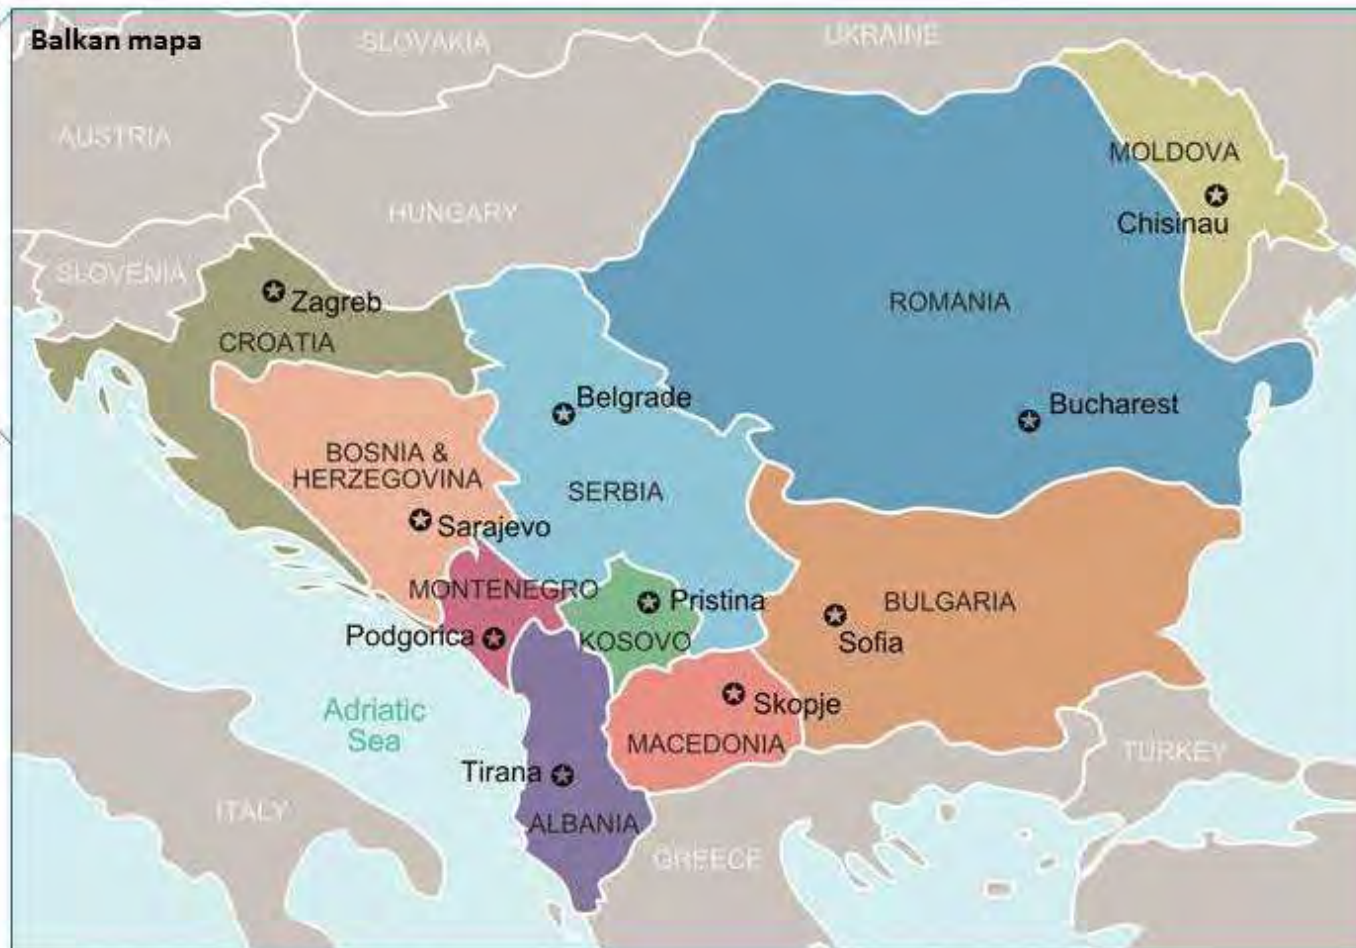 Balkan mapa
SLOVAKIA
UKRAINE
AUSTRIA
MOLDOVA
Chisinau
HUNGARY
SLOVENIA
Zagreb
CROATIA
ROMANIA
Belgrade
Bucharest
BOSNIA &
HERZEGOVINA
SERBIA
Sarajevo
MONTENEGRO
Pristina
BULGARIA
Podgorica
KOSOVO
Sofia
Adriatic
Sea
Skopje
MACEDONIA
TURKEY
Tirana
ITALY
ALBANIA
GREECE